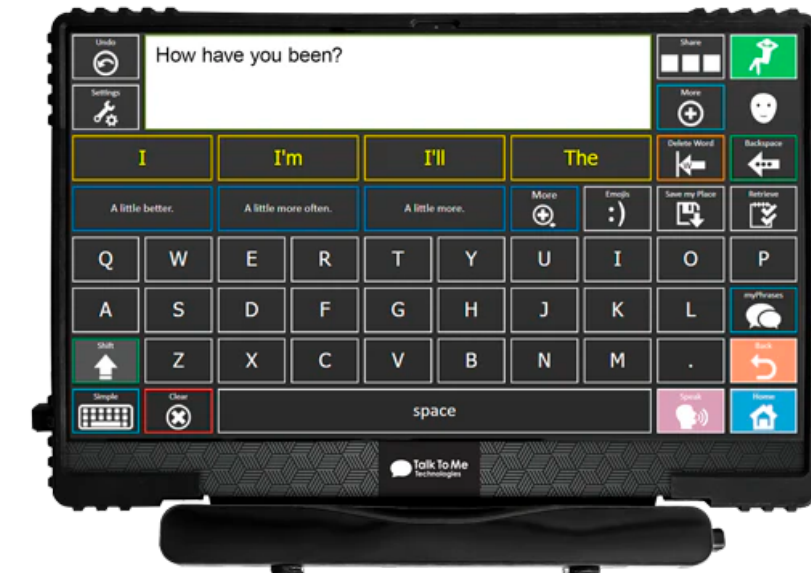 Undo
How have you been?
Share
Settings
More
I
I'm
I'll
The
Delete Word
Backspace
A little better.
A little more often.
A little more.
More
Emojis
:)
Save my Place
Retrieve
Q W E R T Y U I O P
A S D F G H J K L
myPhrases
Shift
Z X C V B N M .
Back
Simple
Clear
space
Speak
Home
Talk To Me
Technologies